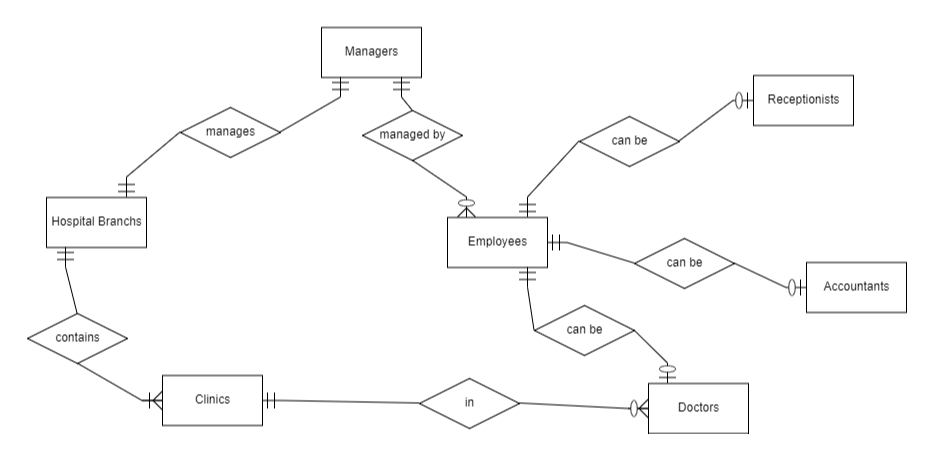 Managers
Receptionists
manages
managed by
can be
Hospital Branchs
Employees
can be
Accountants
can be
contains
Clinics
in
Doctors